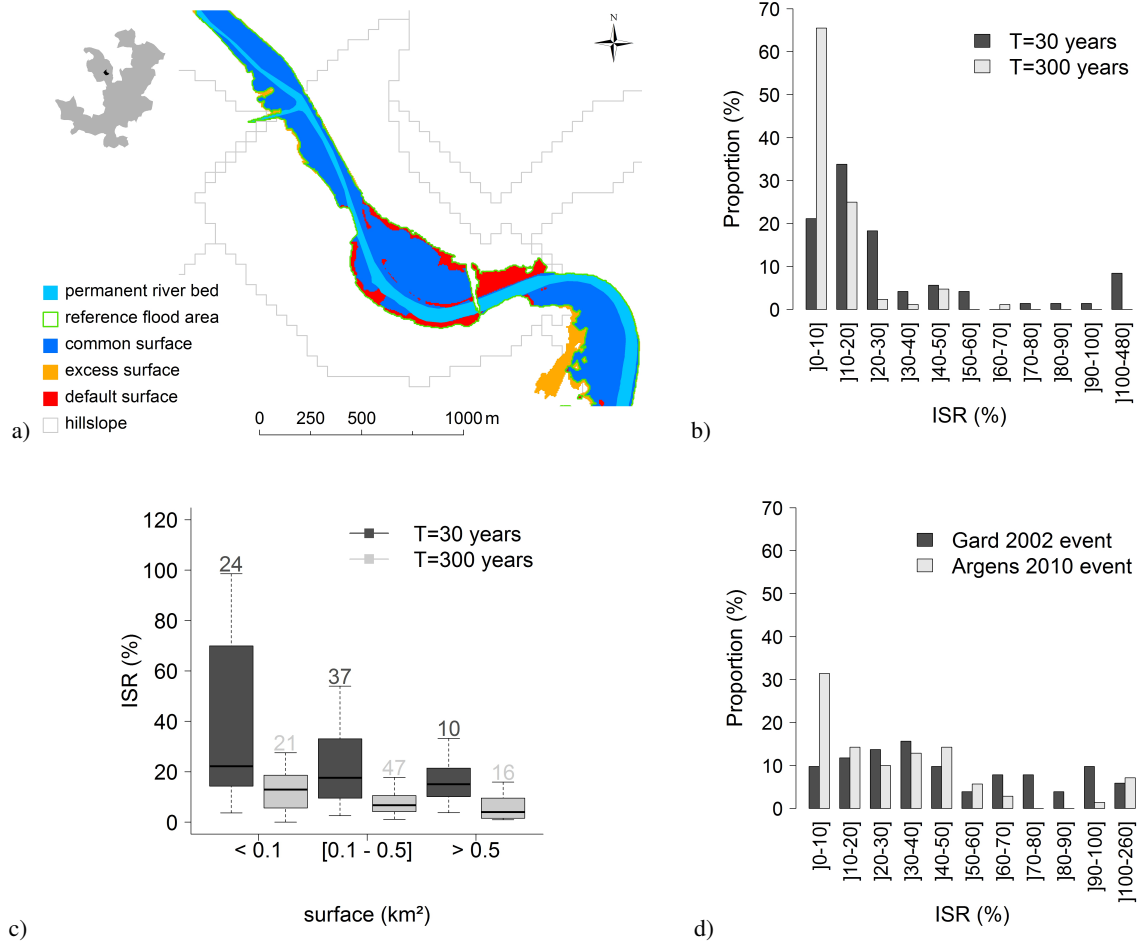 N
permanent river bed
reference flood area
common surface
excess surface
default surface
hillslope
0 250 500 1000 m
a)
70
60
50
40
30
20
10
0
Proportion (%)
T=30 years
T=300 years
]0-10]
]10-20]
]20-30]
]30-40]
]40-50]
]50-60]
]60-70]
]70-80]
]80-90]
]90-100]
]100-480]
ISR (%)
b)
120
100
80
60
40
20
0
ISR (%)
T=30 years
T=300 years
24
21
37
47
10
16
< 0.1
[0.1 - 0.5]
> 0.5
surface (km²)
c)
70
60
50
40
30
20
10
0
Proportion (%)
Gard 2002 event
Argens 2010 event
]0-10]
]10-20]
]20-30]
]30-40]
]40-50]
]50-60]
]60-70]
]70-80]
]80-90]
]90-100]
]100-260]
ISR (%)
d)